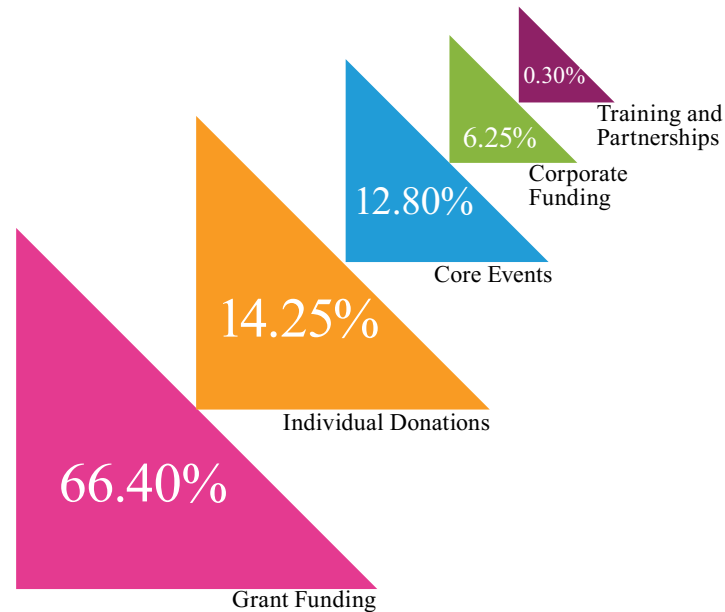 0.30%
Training and
Partnerships
6.25%
Corporate
Funding
12.80%
Core Events
14.25%
Individual Donations
66.40%
Grant Funding